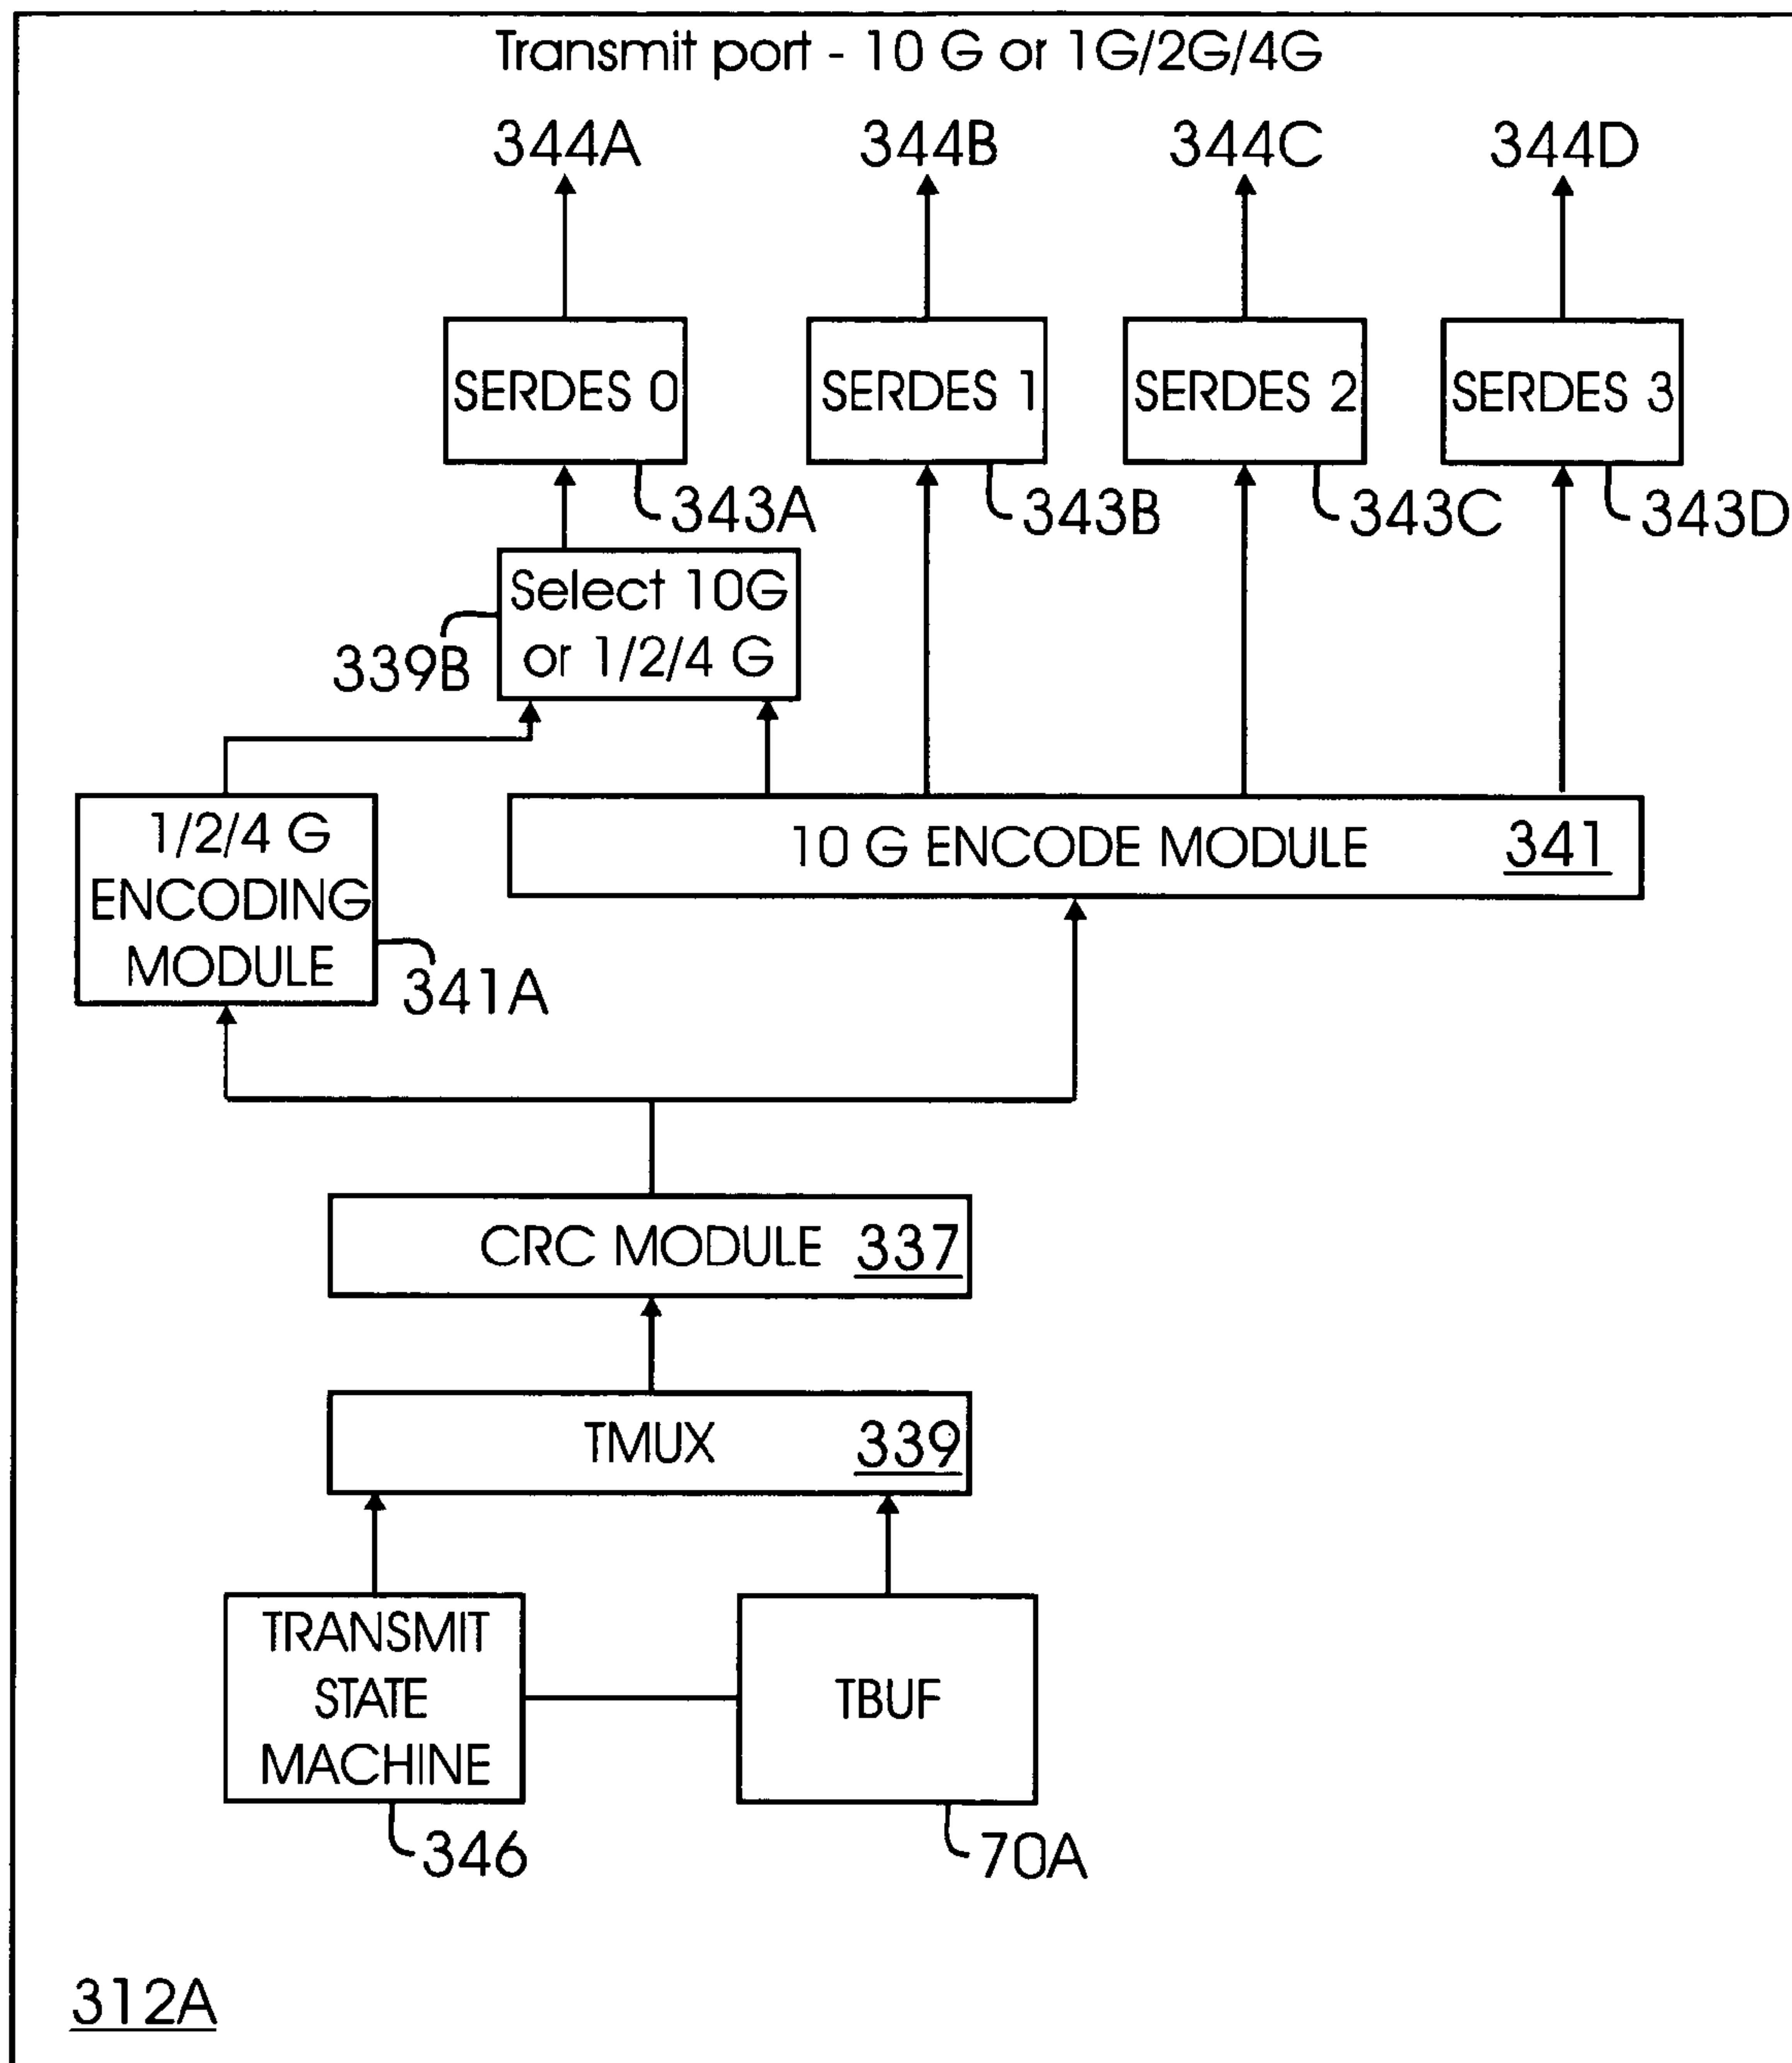 Transmit port - 10 G or 1G/2G/4G
344A 344B 344C 344D
SERDES 0 SERDES 1 SERDES 2 SERDES 3
343A 343B 343C 343D
Select 10G
or 1/2/4 G
339B
1/2/4 G
ENCODING
MODULE
341A
10 G ENCODE MODULE 341
CRC MODULE 337
TMUX 339
TRANSMIT
STATE
MACHINE
TBUF
346
70A
312A